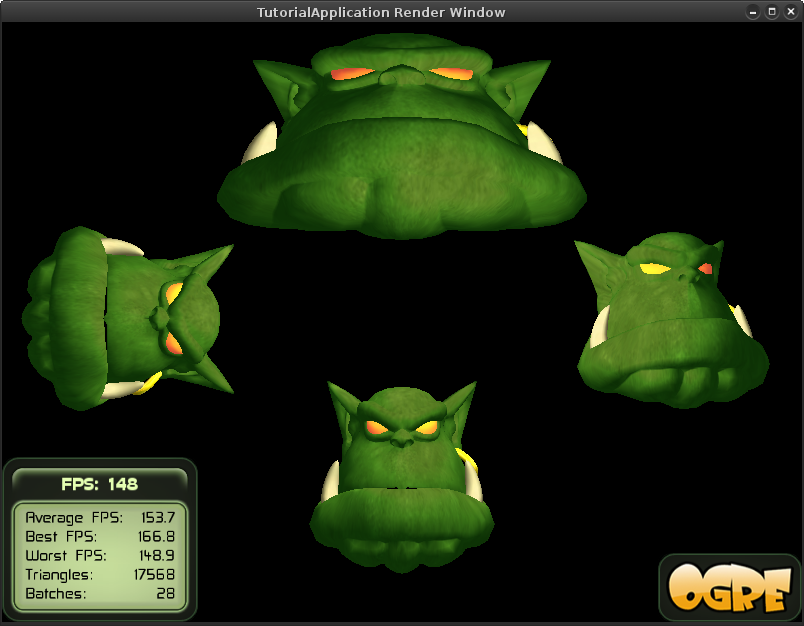 TutorialApplication Render Window
FPS: 148
Average FPS: 153.7
Best FPS: 166.8
Worst FPS: 148.9
Triangles: 17568
Batches: 28
OGRE